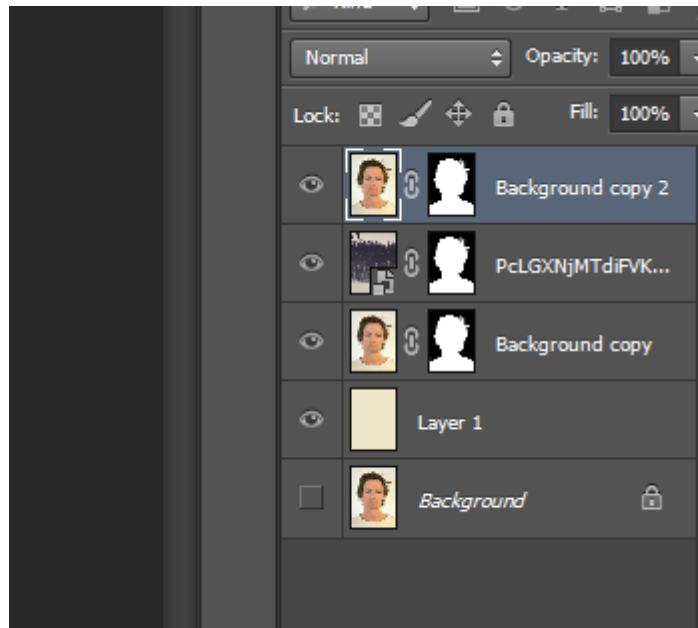 Normal Opacity: 100%
Lock: Fill: 100%
Background copy 2
PcLGXNjMTdiFVK...
Background copy
Layer 1
Background